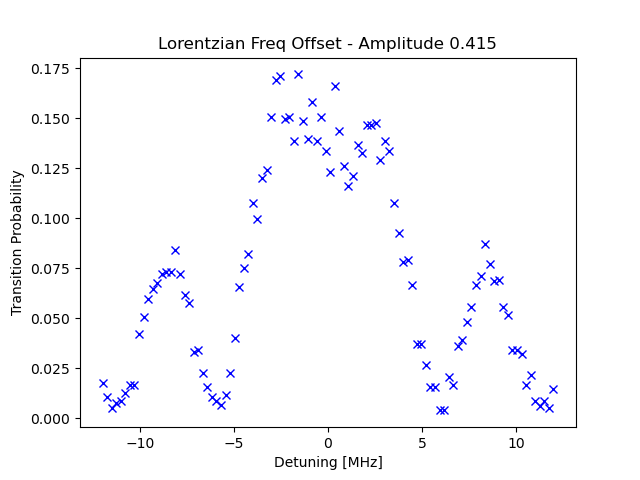 Lorentzian Freq Offset - Amplitude 0.415
0.175
0.150
0.125
0.100
0.075
0.050
0.025
0.000
Transition Probability
−10 −5 0 5 10
Detuning [MHz]